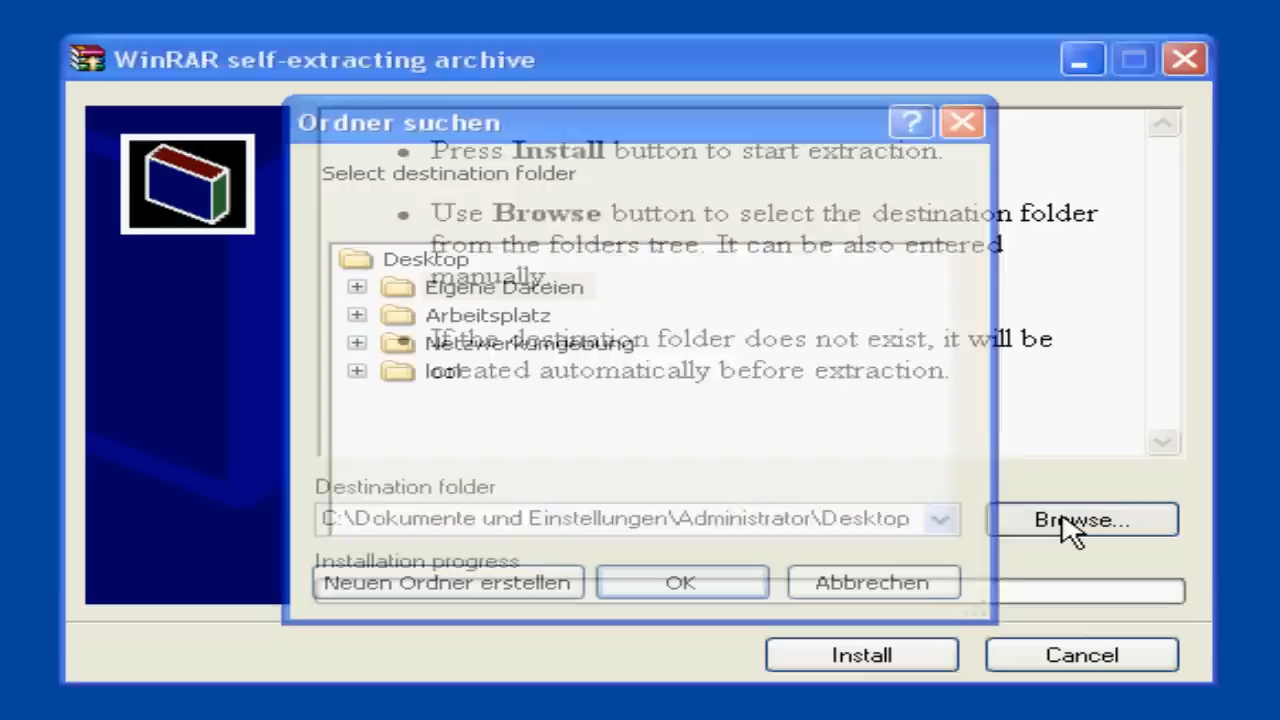 WinRAR self-extracting archive
Ordner suchen
• Press Install button to start extraction.
Select destination folder
• Use Browse button to select the destination folder
from the folders tree. It can be also entered
manually.
Desktop
Eigene Dateien
Arbeitsplatz
• If the destination folder does not exist, it will be
Netzwerkumgebung
created automatically before extraction.
Destination folder
C:\Dokumente und Einstellungen\Administrator\Desktop
Browse...
Installation progress
Neuen Ordner erstellen
OK
Abbrechen
Install
Cancel